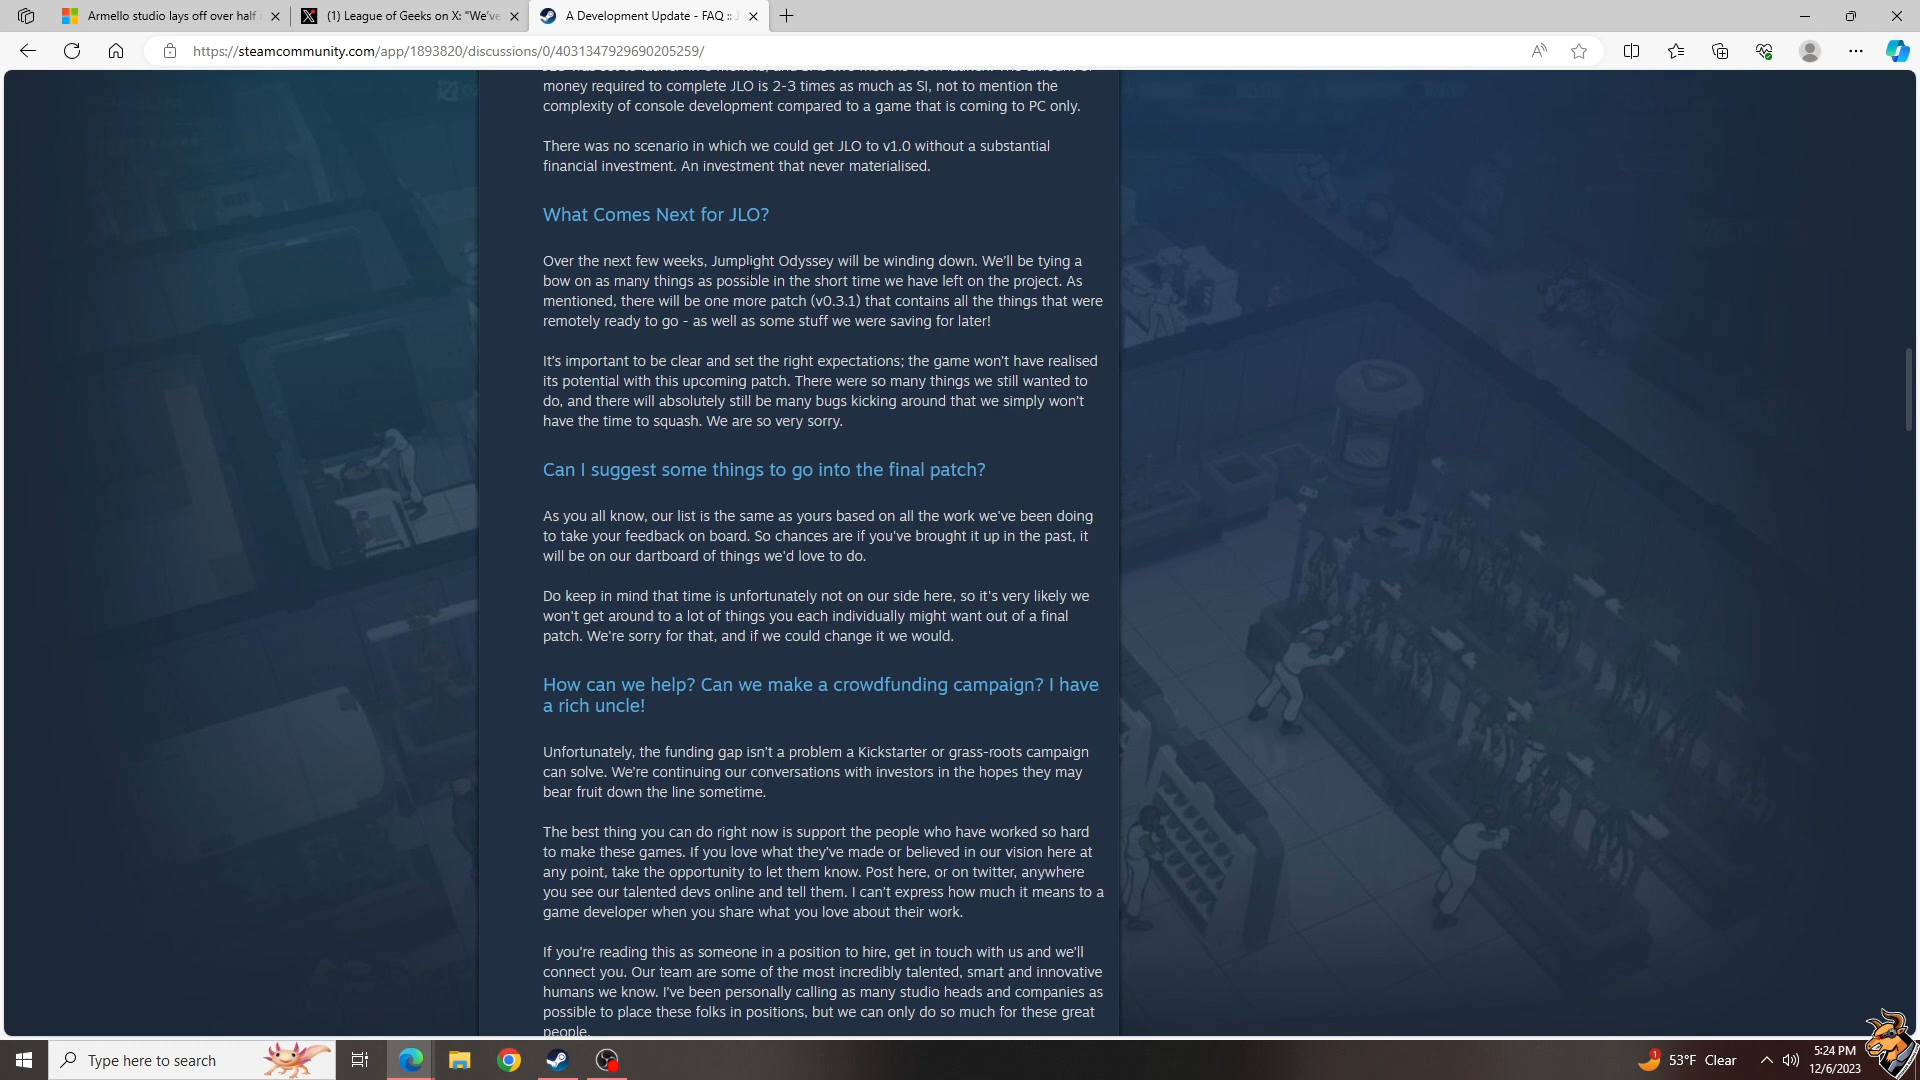 Armello studio lays off over half
(1) League of Geeks on X: "We've
A Development Update - FAQ :: J
https://steamcommunity.com/app/1893820/discussions/0/4031347929690205259/
money required to complete JLO is 2-3 times as much as SI, not to mention the
complexity of console development compared to a game that is coming to PC only.
There was no scenario in which we could get JLO to v1.0 without a substantial
financial investment. An investment that never materialised.
What Comes Next for JLO?
Over the next few weeks, Jumplight Odyssey will be winding down. We'll be tying a
bow on as many things as possible in the short time we have left on the project. As
mentioned, there will be one more patch (v0.3.1) that contains all the things that were
remotely ready to go - as well as some stuff we were saving for later!
It's important to be clear and set the right expectations; the game won't have realised
its potential with this upcoming patch. There were so many things we still wanted to
do, and there will absolutely still be many bugs kicking around that we simply won't
have the time to squash. We are so very sorry.
Can I suggest some things to go into the final patch?
As you all know, our list is the same as yours based on all the work we've been doing
to take your feedback on board. So chances are if you've brought it up in the past, it
will be on our dartboard of things we'd love to do.
Do keep in mind that time is unfortunately not on our side here, so it's very likely we
won't get around to a lot of things you each individually might want out of a final
patch. We're sorry for that, and if we could change it we would.
How can we help? Can we make a crowdfunding campaign? I have
a rich uncle!
Unfortunately, the funding gap isn't a problem a Kickstarter or grass-roots campaign
can solve. We're continuing our conversations with investors in the hopes they may
bear fruit down the line sometime.
The best thing you can do right now is support the people who have worked so hard
to make these games. If you love what they've made or believed in our vision here at
any point, take the opportunity to let them know. Post here, or on twitter, anywhere
you see our talented devs online and tell them. I can't express how much it means to a
game developer when you share what you love about their work.
If you're reading this as someone in a position to hire, get in touch with us and we'll
connect you. Our team are some of the most incredibly talented, smart and innovative
humans we know. I've been personally calling as many studio heads and companies as
possible to place these folks in positions, but we can only do so much for these great
people.
Type here to search
1
53°F Clear
5:24 PM
12/6/2023